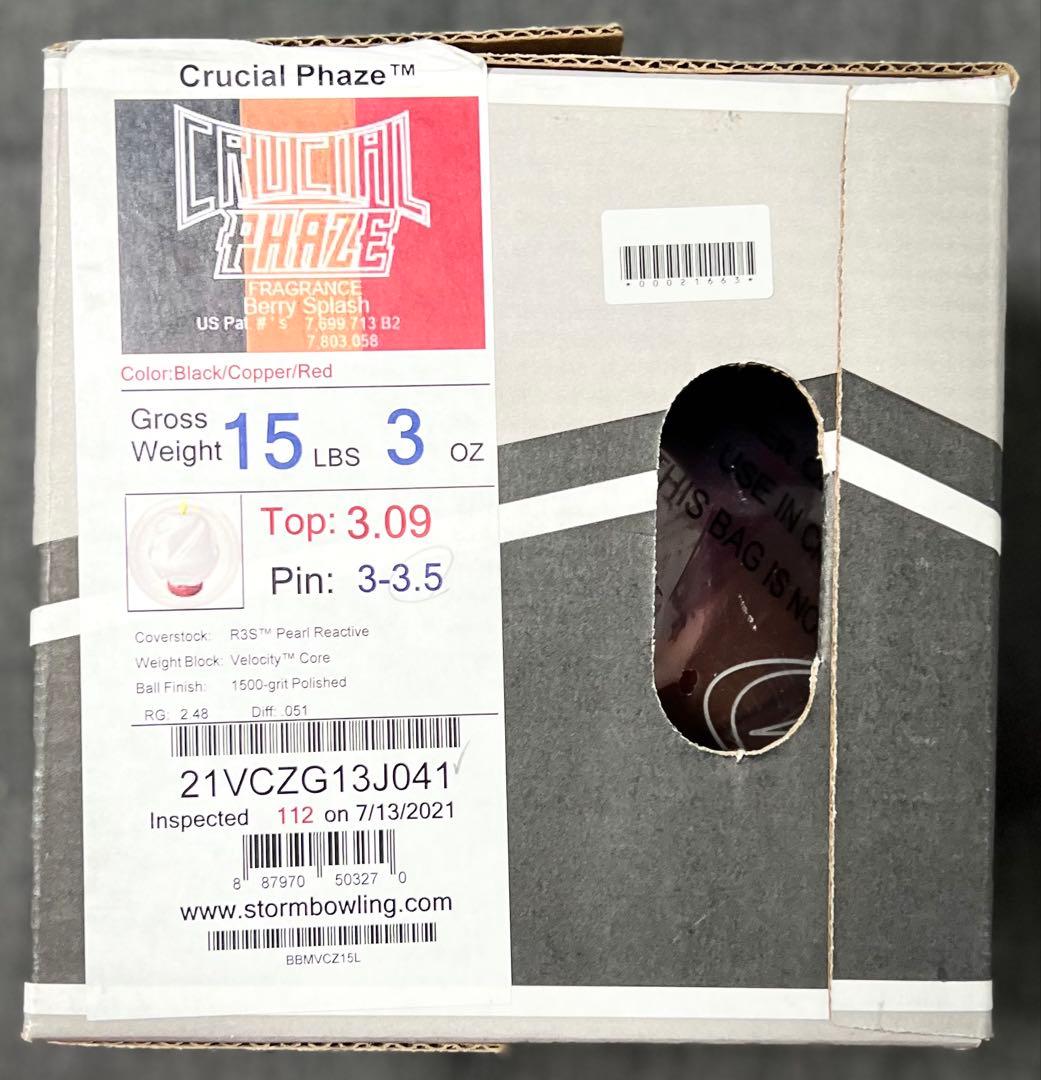 Crucial Phaze™
CRUCIAL
PHAZE
FRAGRANCE
Berry Splash
US Pat #'s 7,699,713 B2
7,803,058
Color:Black/Copper/Red
Gross
Weight 15 LBS 3 OZ
Top: 3.09
Pin: 3-3.5
Coverstock: R3S™ Pearl Reactive
Weight Block: Velocity™ Core
Ball Finish: 1500-grit Polished
RG: 2.48 Diff: .051
21VCZG13J041
Inspected 112 on 7/13/2021
8 87970 50327 0
www.stormbowling.com
BBMVCZ15L
*00021663*
USE IN
THIS BAG IS NO